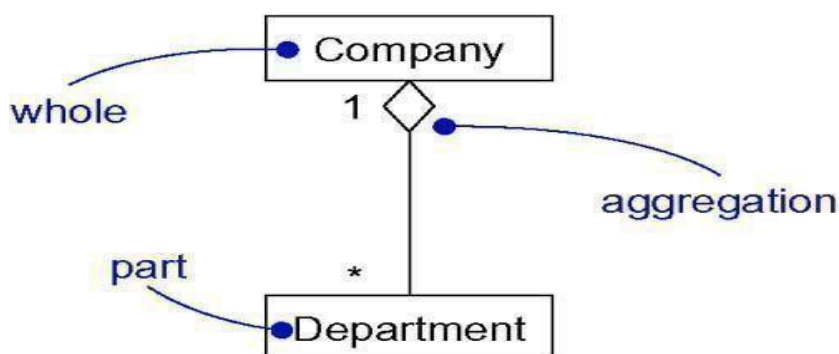 Company
whole
1
aggregation
part
*
Department